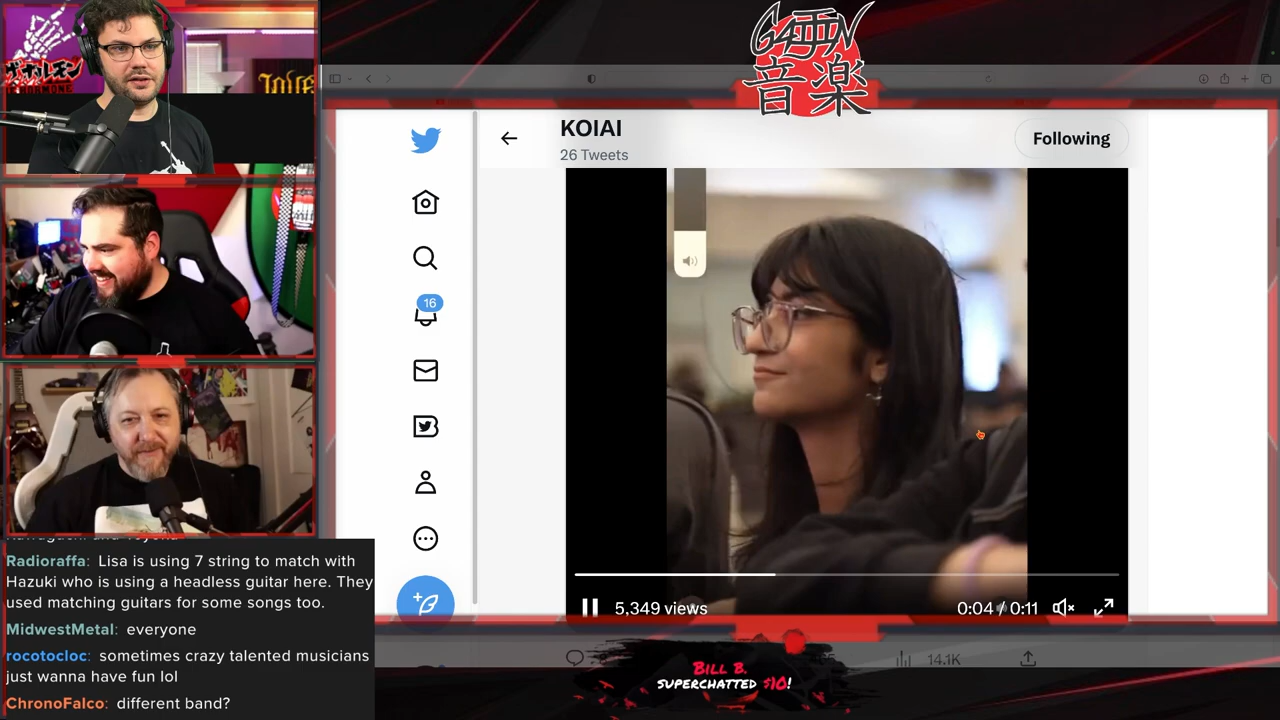 GAIJIN
音楽
KOIAI
26 Tweets
Following
16
5,349 views
0:04 / 0:11
14.1K
Radioraffa: Lisa is using 7 string to match with
Hazuki who is using a headless guitar here. They
used matching guitars for some songs too.
MidwestMetal: everyone
rocotocloc: sometimes crazy talented musicians
just wanna have fun lol
ChronoFalco: different band?
Bill B.
SUPERCHATTED $10!